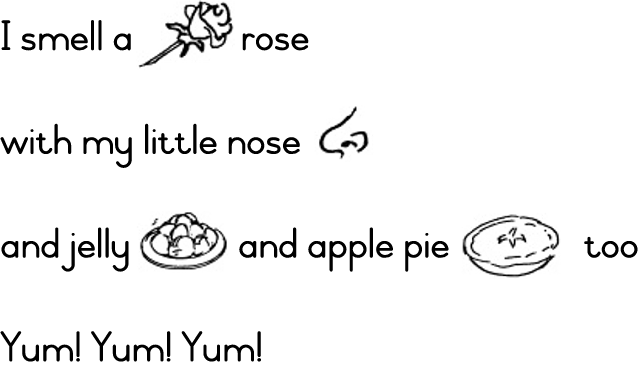 I smell a rose
with my little nose
and jelly and apple pie too
Yum! Yum! Yum!